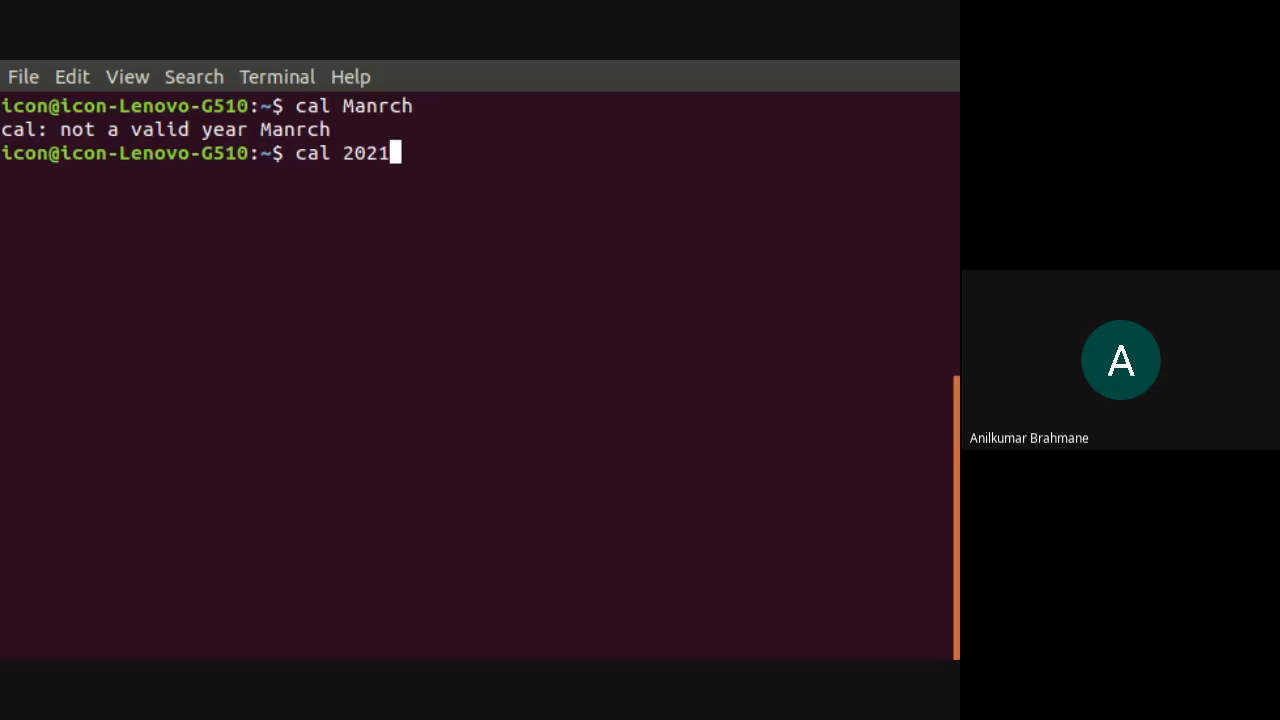 File Edit View Search Terminal Help
icon@icon-Lenovo-G510:~$ cal Manrch
cal: not a valid year Manrch
icon@icon-Lenovo-G510:~$ cal 2021
A
Anilkumar Brahmane